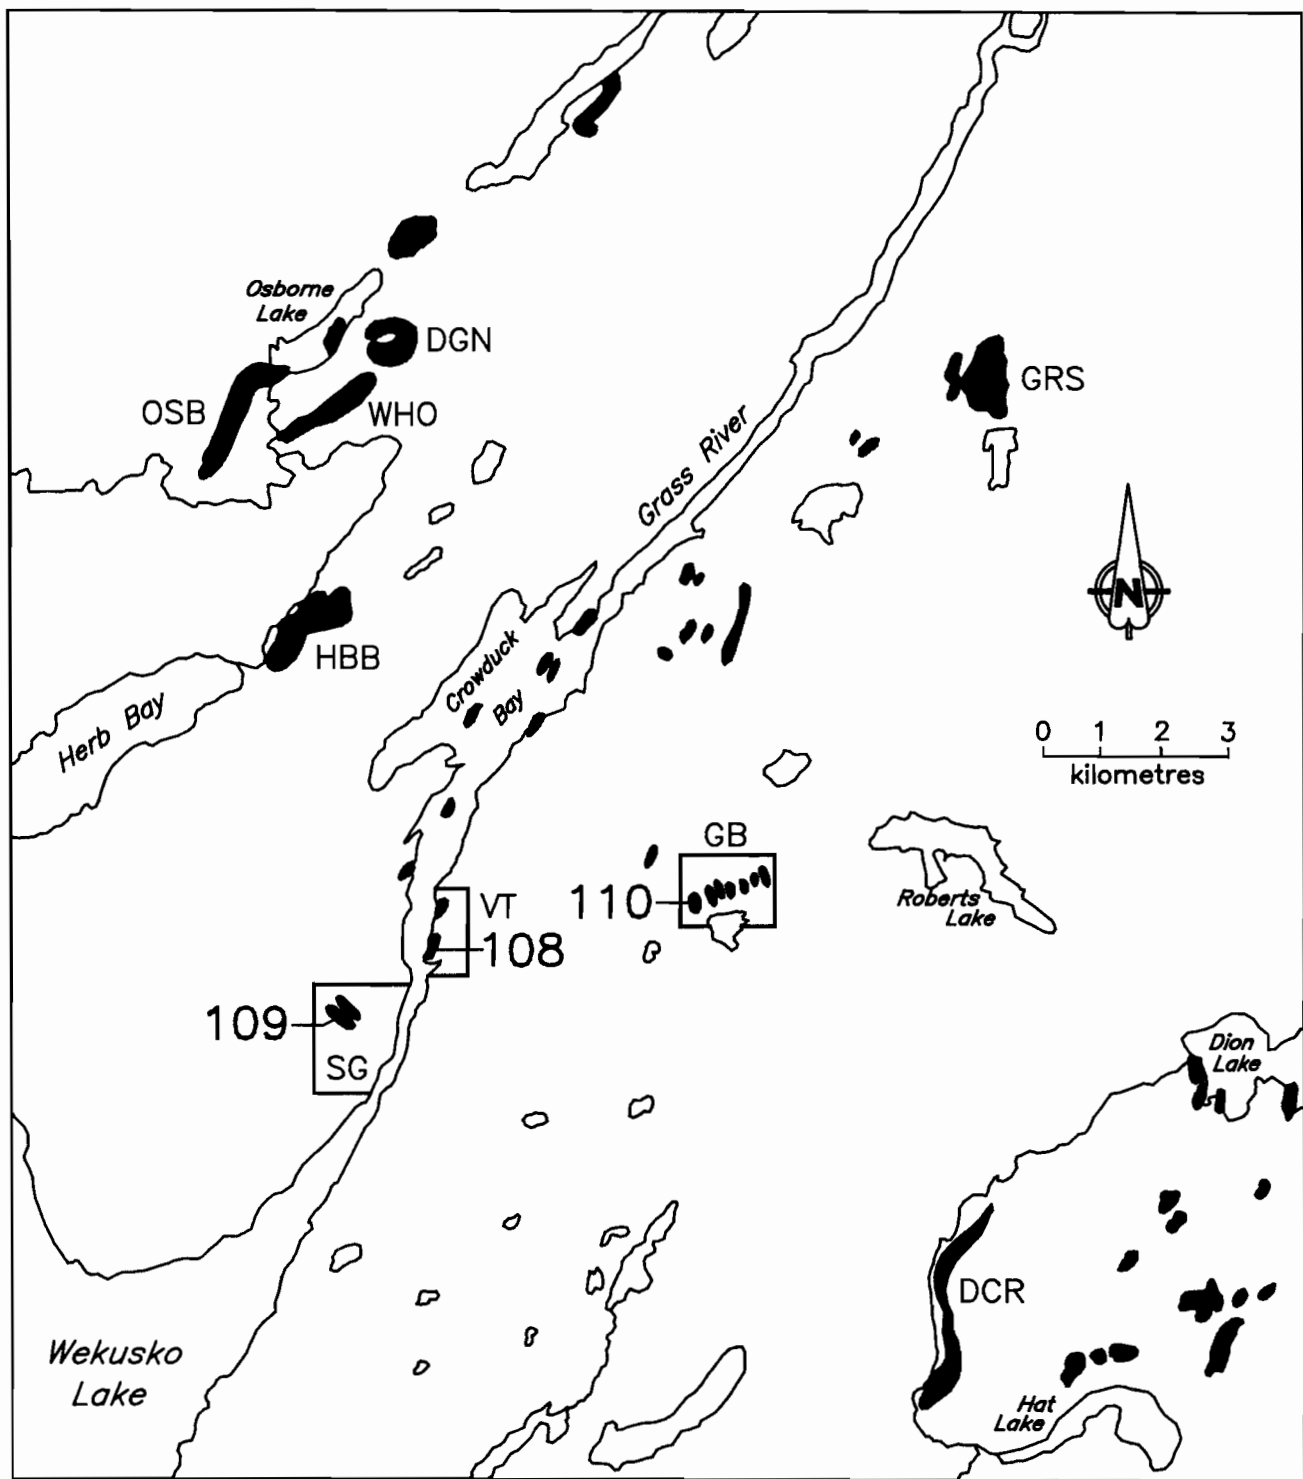 Osborne
Lake
DGN
OSB
WHO
GRS
Grass River
N
HBB
Crowduck
Bay
Herb Bay
0 1 2 3
kilometres
GB
110
VT
108
Roberts
Lake
109
SG
Dion
Lake
DCR
Wekusko
Lake
Hat
Lake